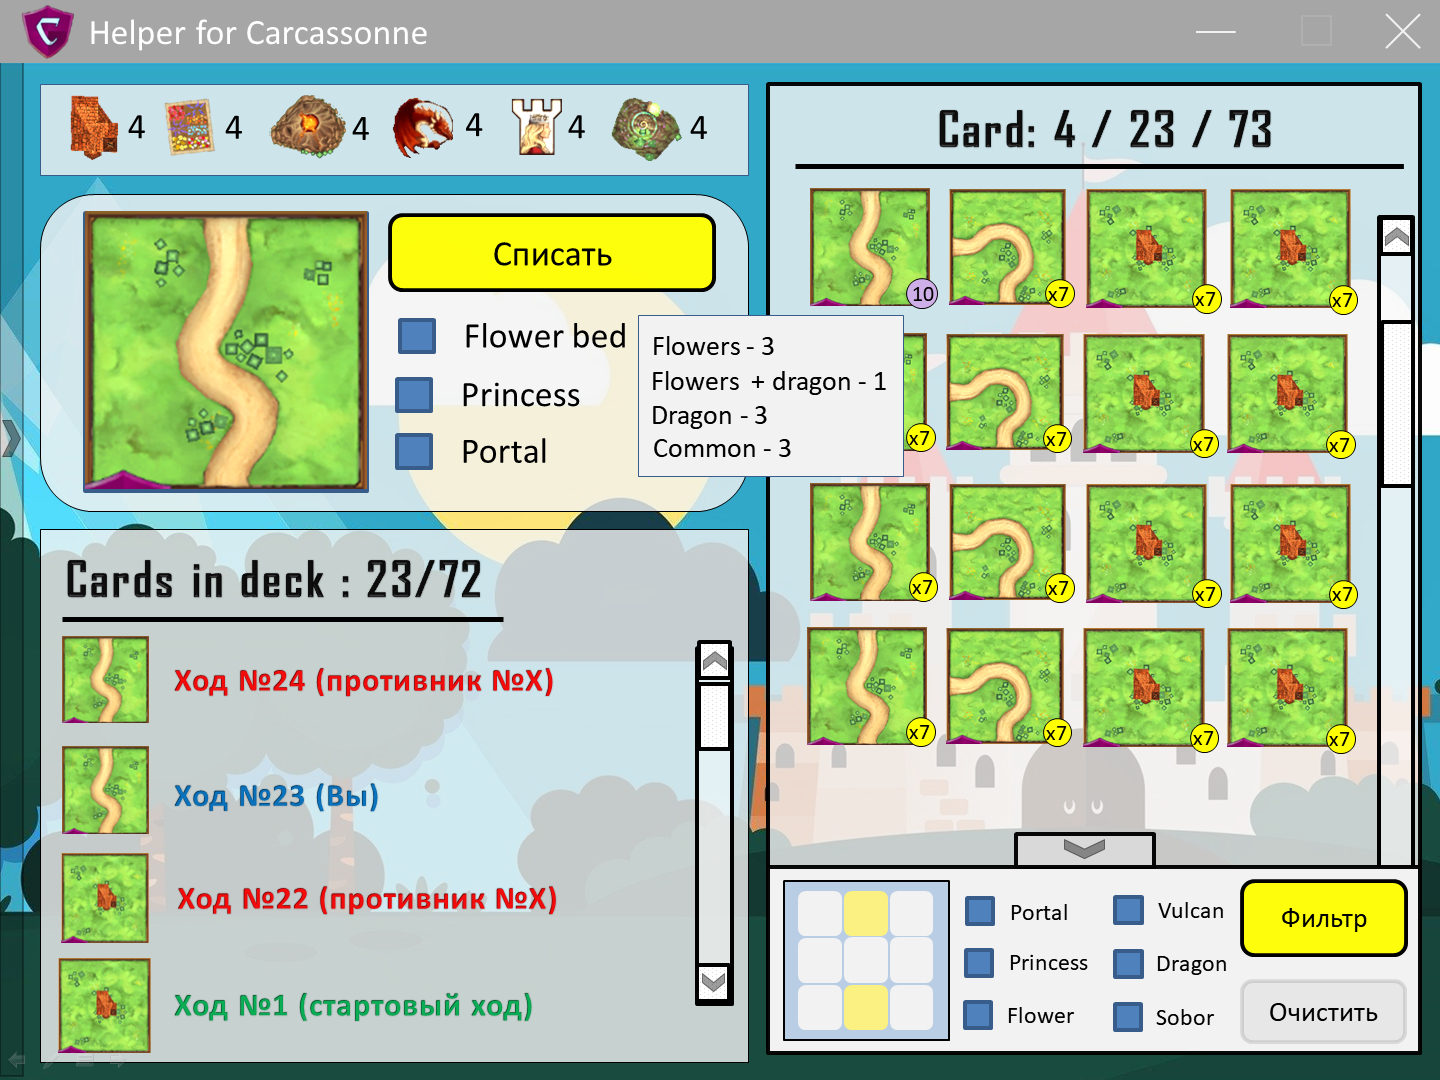 Helper for Carcassonne
4 4 4 4 4 4
Card: 4 / 23 / 73
Списать
Flower bed
Princess
Portal
Flowers - 3
Flowers + dragon - 1
Dragon - 3
Common - 3
10 x7 x7 x7
x7 x7 x7 x7
x7 x7 x7 x7
x7 x7 x7 x7
Cards in deck : 23/72
Ход №24 (противник №X)
Ход №23 (Вы)
Ход №22 (противник №X)
Ход №1 (стартовый ход)
Portal
Vulcan
Princess
Dragon
Flower
Sobor
Фильтр
Очистить